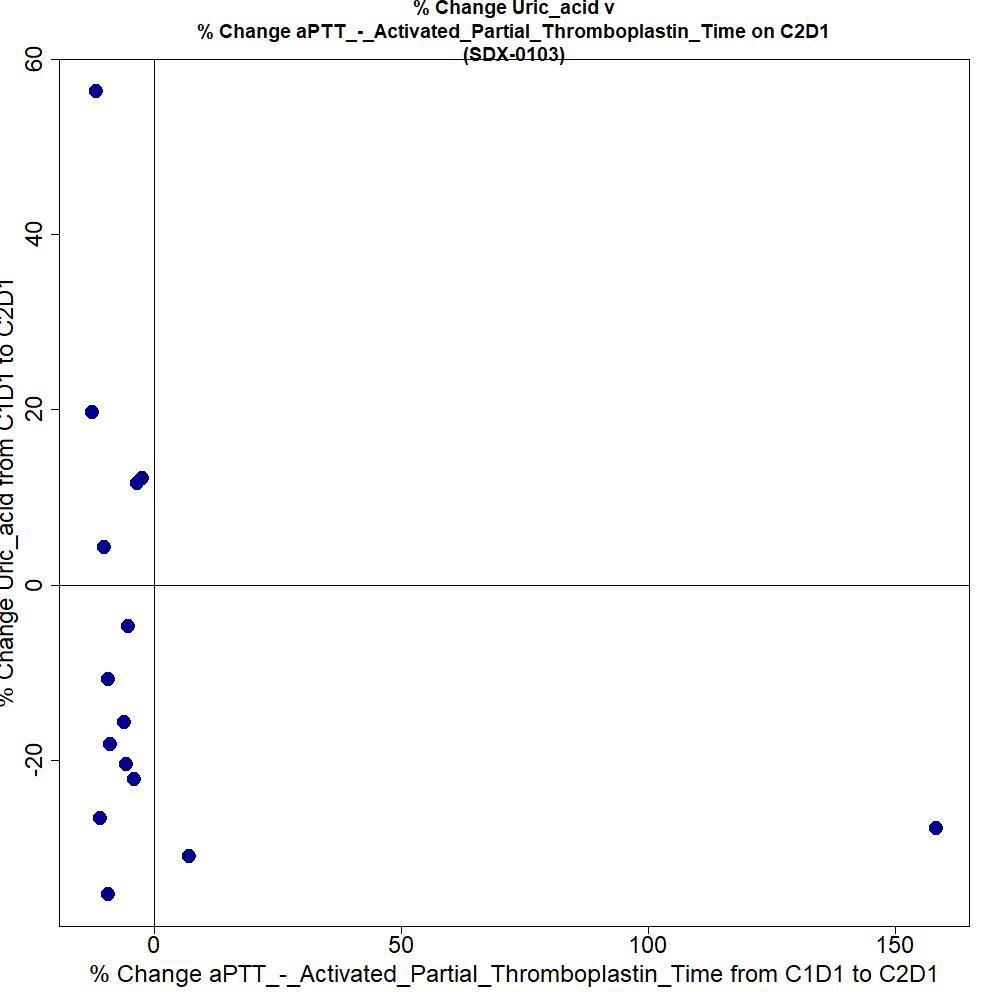 % Change Uric_acid v
% Change aPTT_-_Activated_Partial_Thromboplastin_Time on C2D1
(SDX-0103)
% Change Uric_acid from C1D1 to C2D1
60
40
20
0
-20
0
50
100
150
% Change aPTT_-_Activated_Partial_Thromboplastin_Time from C1D1 to C2D1